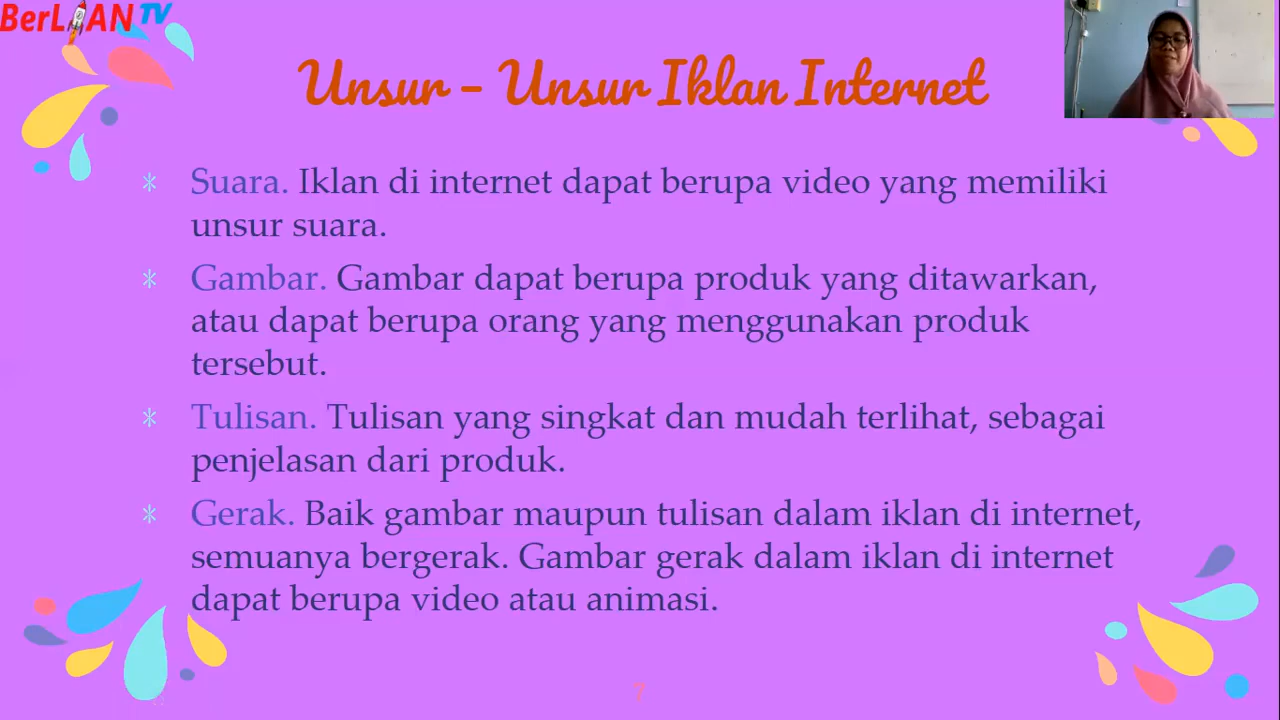 BerLIAN TV
Unsur – Unsur Iklan Internet
Suara. Iklan di internet dapat berupa video yang memiliki
unsur suara.
Gambar. Gambar dapat berupa produk yang ditawarkan,
atau dapat berupa orang yang menggunakan produk
tersebut.
Tulisan. Tulisan yang singkat dan mudah terlihat, sebagai
penjelasan dari produk.
Gerak. Baik gambar maupun tulisan dalam iklan di internet,
semuanya bergerak. Gambar gerak dalam iklan di internet
dapat berupa video atau animasi.
7